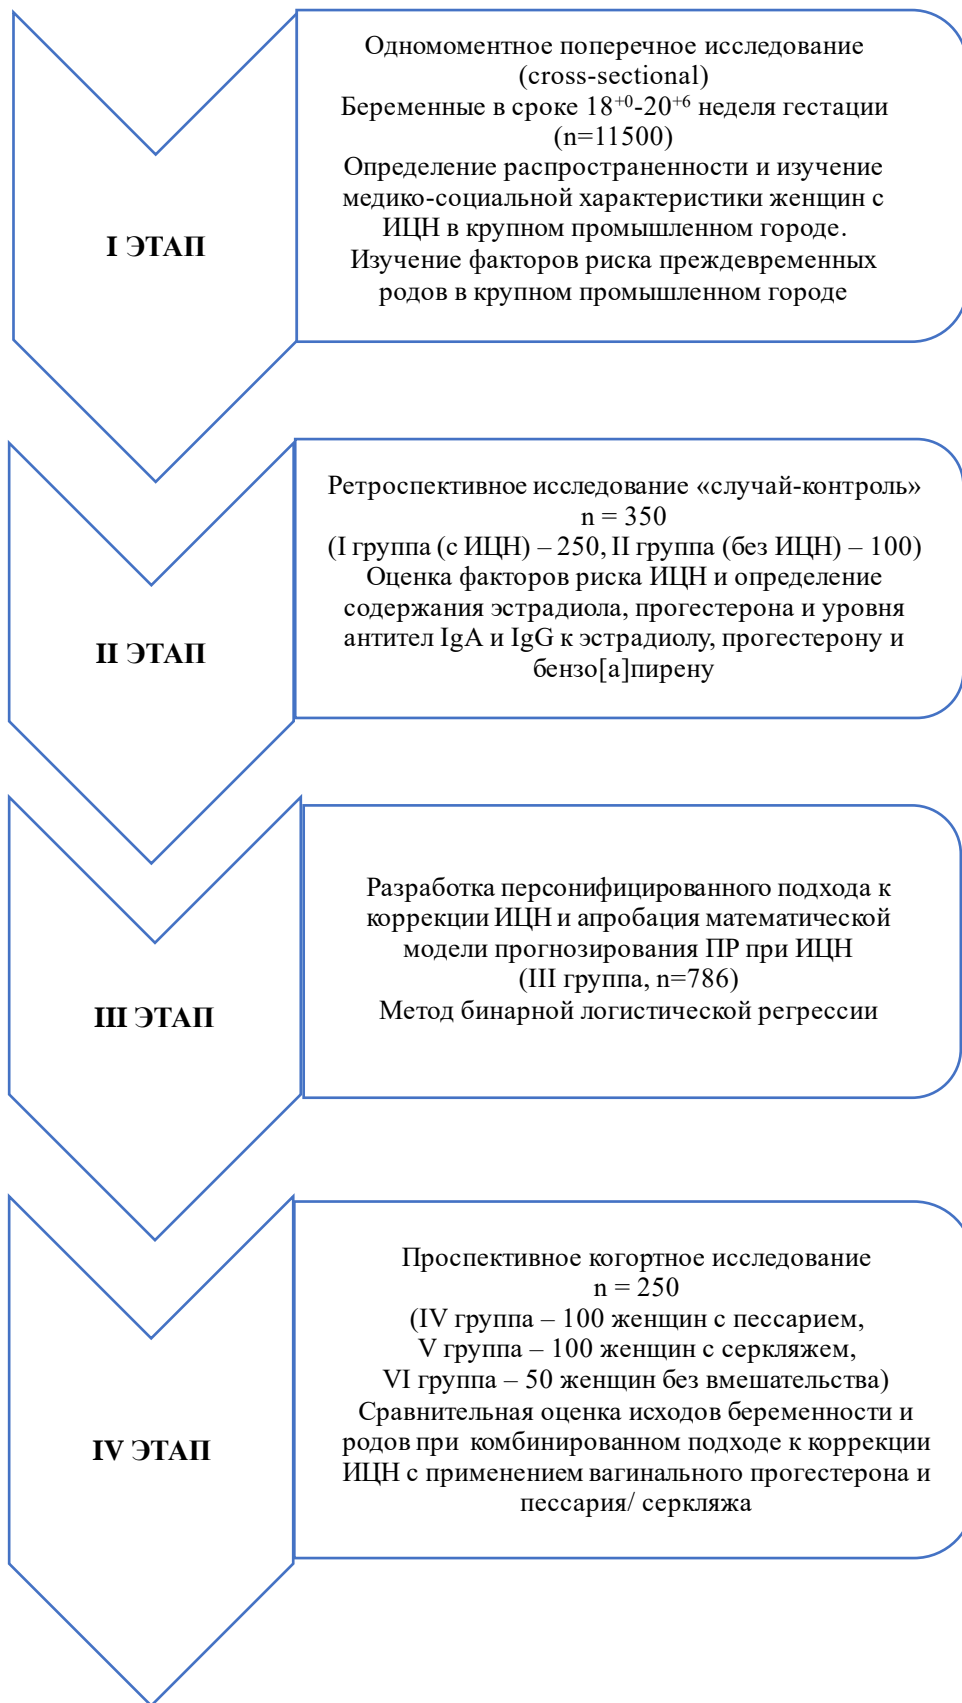 I ЭТАП
Одномоментное поперечное исследование
(cross-sectional)
Беременные в сроке 18⁺⁰-20⁺⁶ неделя гестации
(n=11500)
Определение распространенности и изучение
медико-социальной характеристики женщин с
ИЦН в крупном промышленном городе.
Изучение факторов риска преждевременных
родов в крупном промышленном городе
II ЭТАП
Ретроспективное исследование «случай-контроль»
n = 350
(I группа (с ИЦН) – 250, II группа (без ИЦН) – 100)
Оценка факторов риска ИЦН и определение
содержания эстрадиола, прогестерона и уровня
антител IgA и IgG к эстрадиолу, прогестерону и
бензо[а]пирену
III ЭТАП
Разработка персонифицированного подхода к
коррекции ИЦН и апробация математической
модели прогнозирования ПР при ИЦН
(III группа, n=786)
Метод бинарной логистической регрессии
IV ЭТАП
Проспективное когортное исследование
n = 250
(IV группа – 100 женщин с пессарием,
V группа – 100 женщин с серкляжем,
VI группа – 50 женщин без вмешательства)
Сравнительная оценка исходов беременности и
родов при комбинированном подходе к коррекции
ИЦН с применением вагинального прогестерона и
пессария/ серкляжа